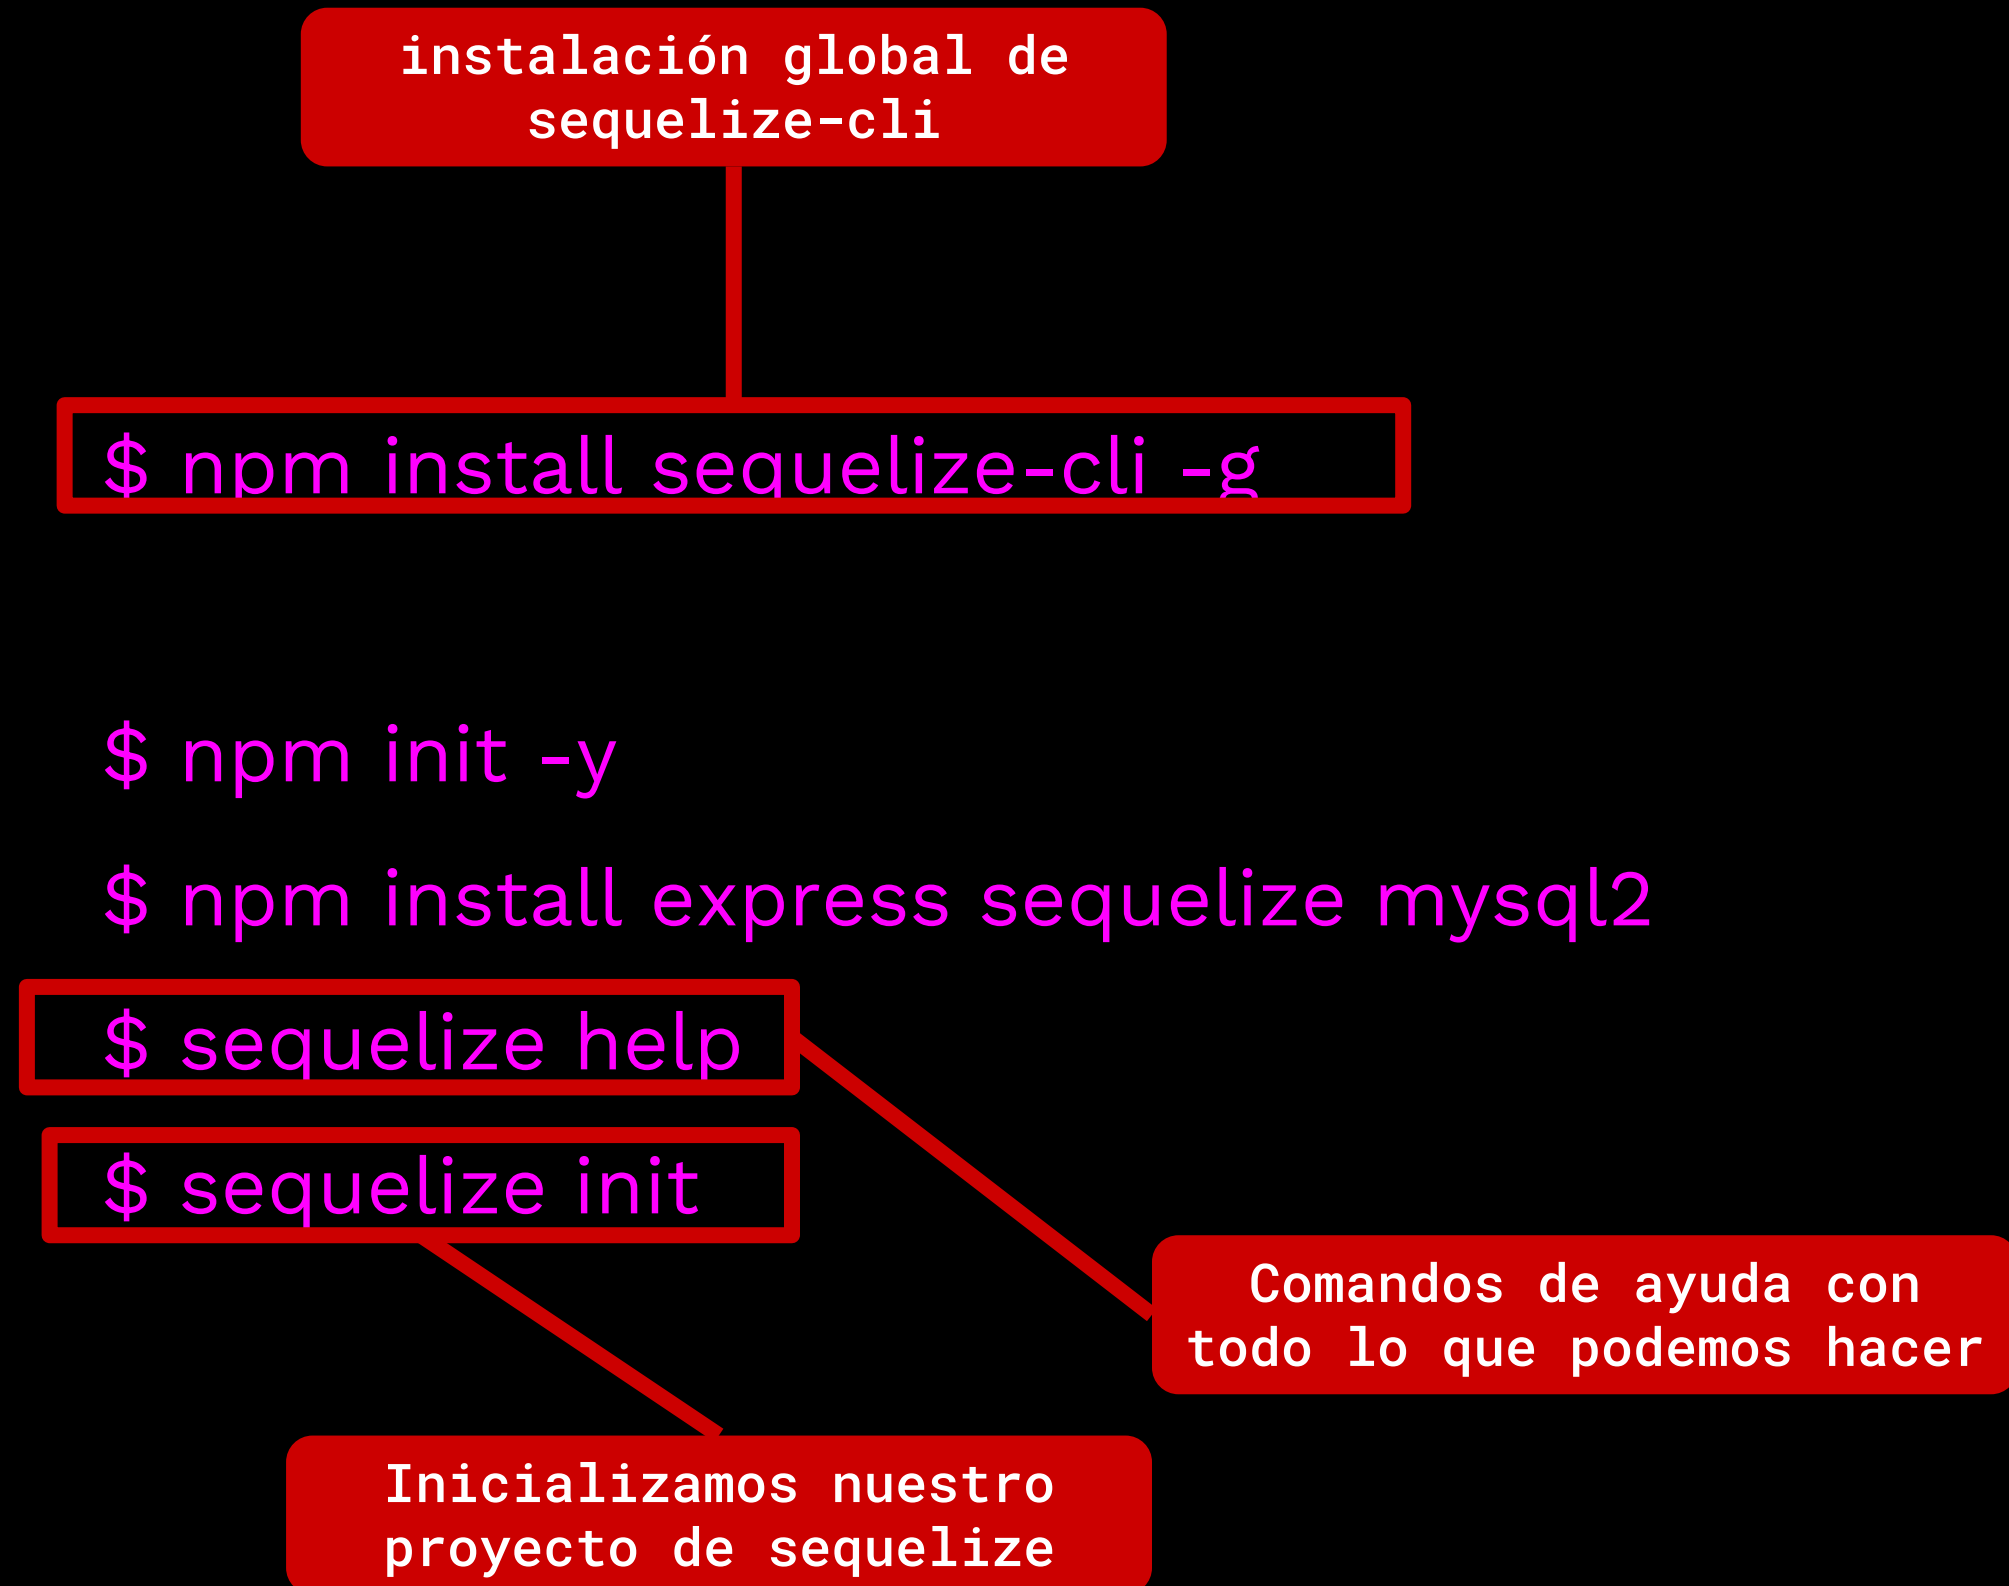 instalación global de
sequelize-cli
$ npm install sequelize-cli -g
$ npm init -y
$ npm install express sequelize mysql2
$ sequelize help
$ sequelize init
Comandos de ayuda con
todo lo que podemos hacer
Inicializamos nuestro
proyecto de sequelize